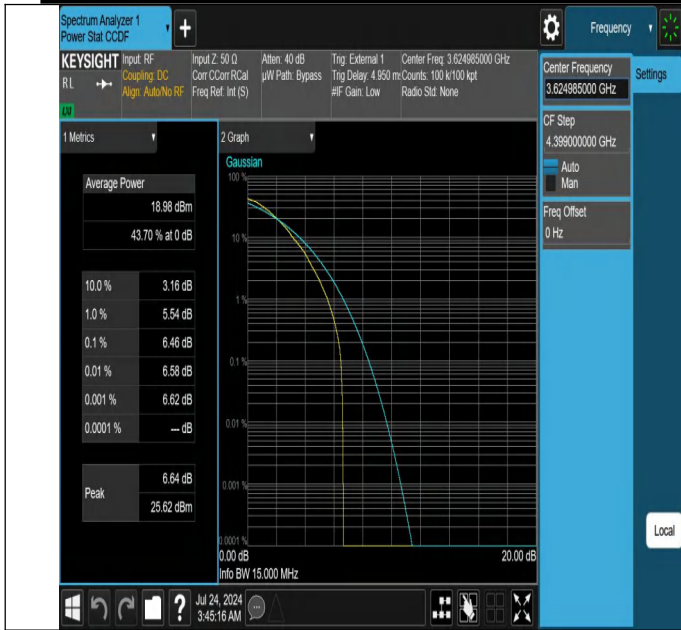 Spectrum Analyzer 1
Power Stat CCDF
+
Frequency
KEYSIGHT
RL
Input: RF
Coupling: DC
Align: Auto/No RF
Input Z: 50 Ω
Corr CCorr RCal
Freq Ref: Int (S)
Atten: 40 dB
µW Path: Bypass
Trig: External 1
Trig Delay: 4.950 m
#IF Gain: Low
Center Freq: 3.624985000 GHz
Counts: 100 k/100 kpt
Radio Std: None
1 Metrics
Average Power
18.98 dBm
43.70 % at 0 dB
10.0 % 3.16 dB
1.0 % 5.54 dB
0.1 % 6.46 dB
0.01 % 6.58 dB
0.001 % 6.62 dB
0.0001 % --- dB
Peak 6.64 dB
25.62 dBm
2 Graph
Gaussian
100 %
10 %
1 %
0.1 %
0.01 %
0.001 %
0.0001 %
0.00 dB 20.00 dB
Info BW 15.000 MHz
Center Frequency
3.624985000 GHz
Settings
CF Step
4.399000000 GHz
Auto
Man
Freq Offset
0 Hz
Local
?
Jul 24, 2024
3:45:16 AM